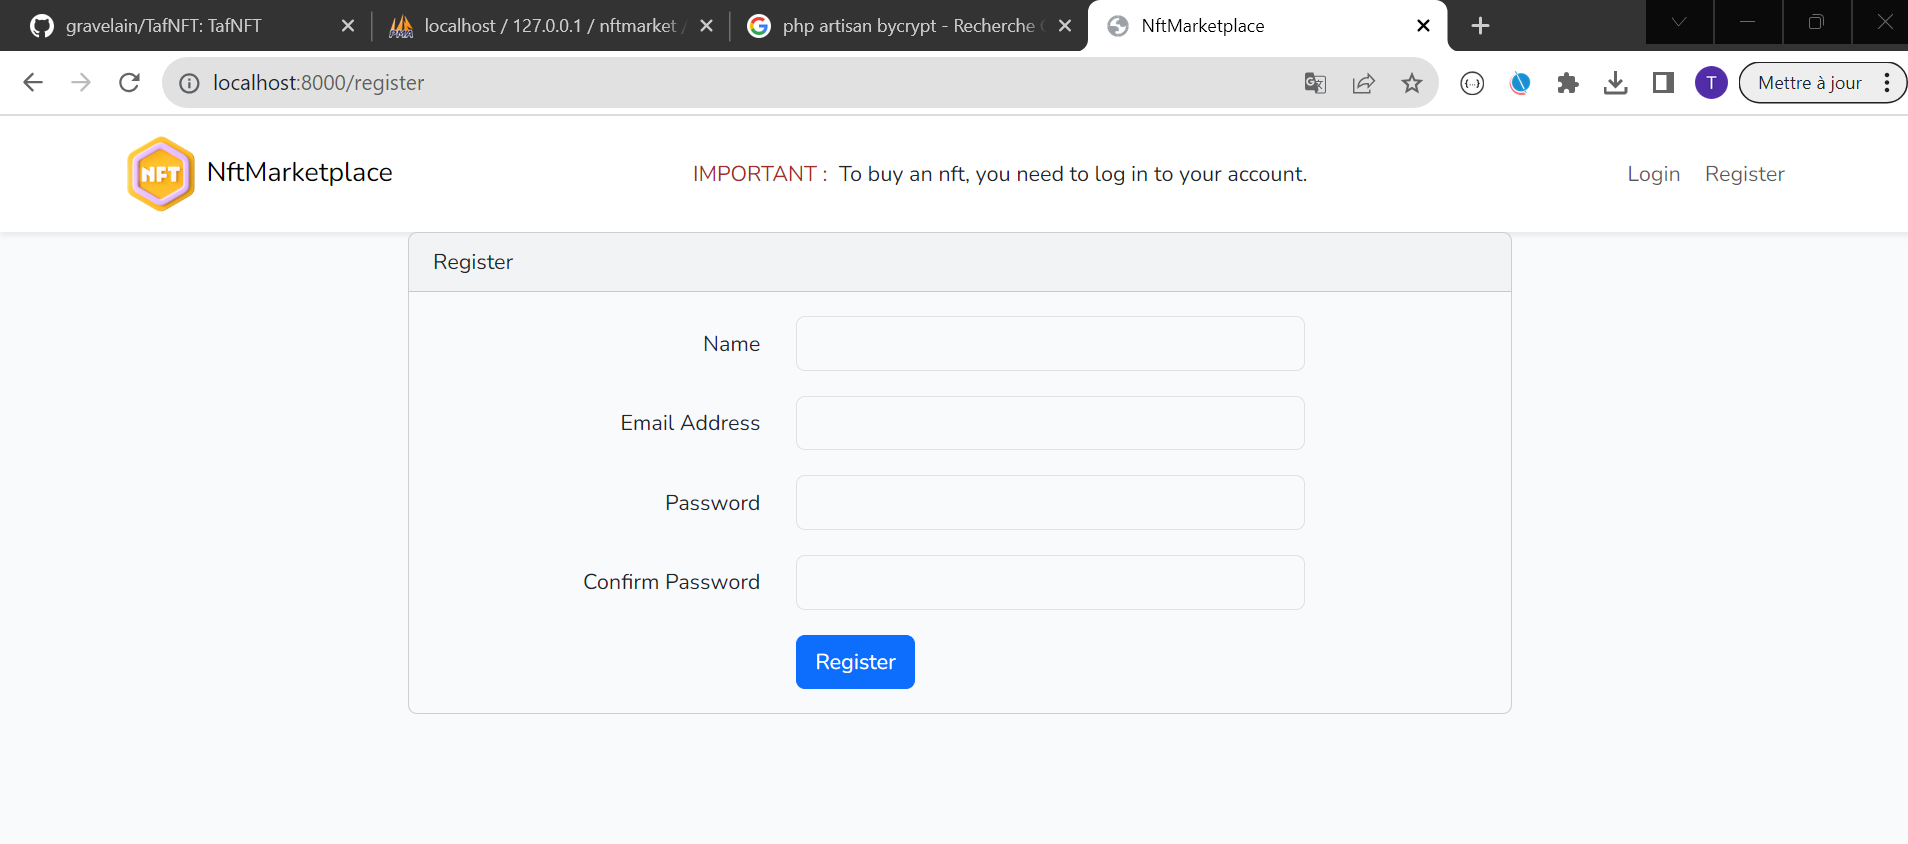 gravelain/TafNFT: TafNFT
localhost / 127.0.0.1 / nftmarket /
php artisan bycrypt - Recherche
NftMarketplace
localhost:8000/register
T
Mettre à jour
NFT
NftMarketplace
IMPORTANT : To buy an nft, you need to log in to your account.
Login
Register
Register
Name
Email Address
Password
Confirm Password
Register